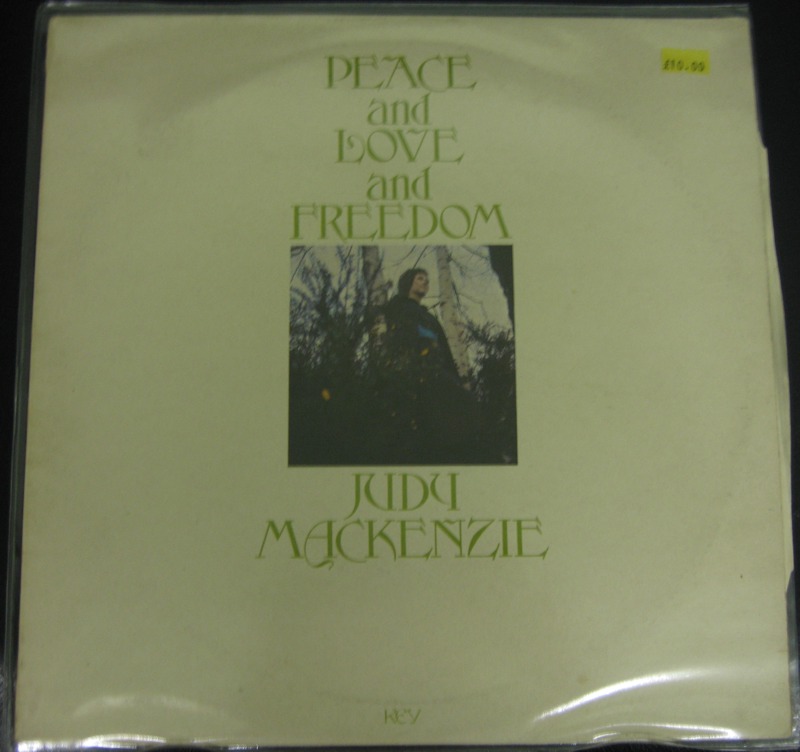 PEACE
and
LOVE
and
FREEDOM
£10.00
JUDY
MACKENZIE
KEY